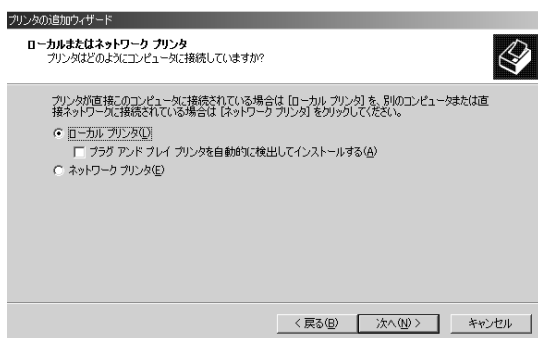 プリンタの追加ウィザード
ローカルまたはネットワーク プリンタ
プリンタはどのようにコンピュータに接続していますか?
プリンタが直接このコンピュータに接続されている場合は [ローカル プリンタ] を、別のコンピュータまたは直
接ネットワークに接続されている場合は [ネットワーク プリンタ] をクリックしてください。
ローカル プリンタ(L)
プラグ アンド プレイ プリンタを自動的に検出してインストールする(A)
ネットワーク プリンタ(E)
< 戻る(B) 次へ(N) > キャンセル